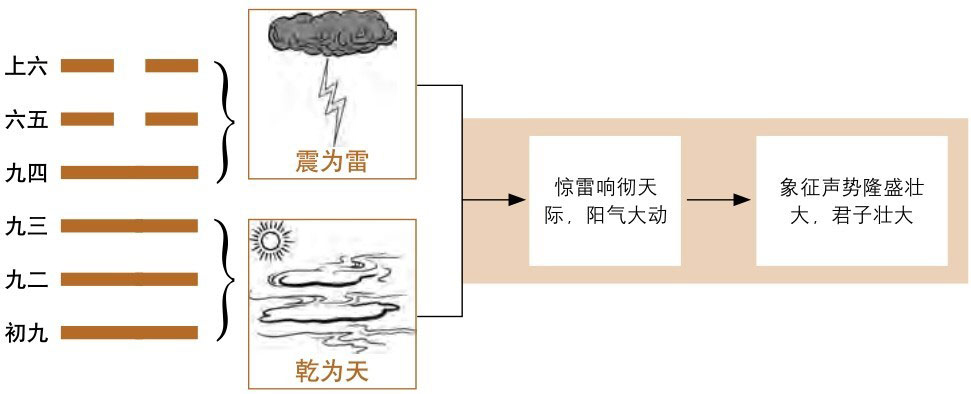 上六
六五
九四
九三
九二
初九
震为雷
乾为天
惊雷响彻天
际，阳气大动
象征声势隆盛壮
大，君子壮大